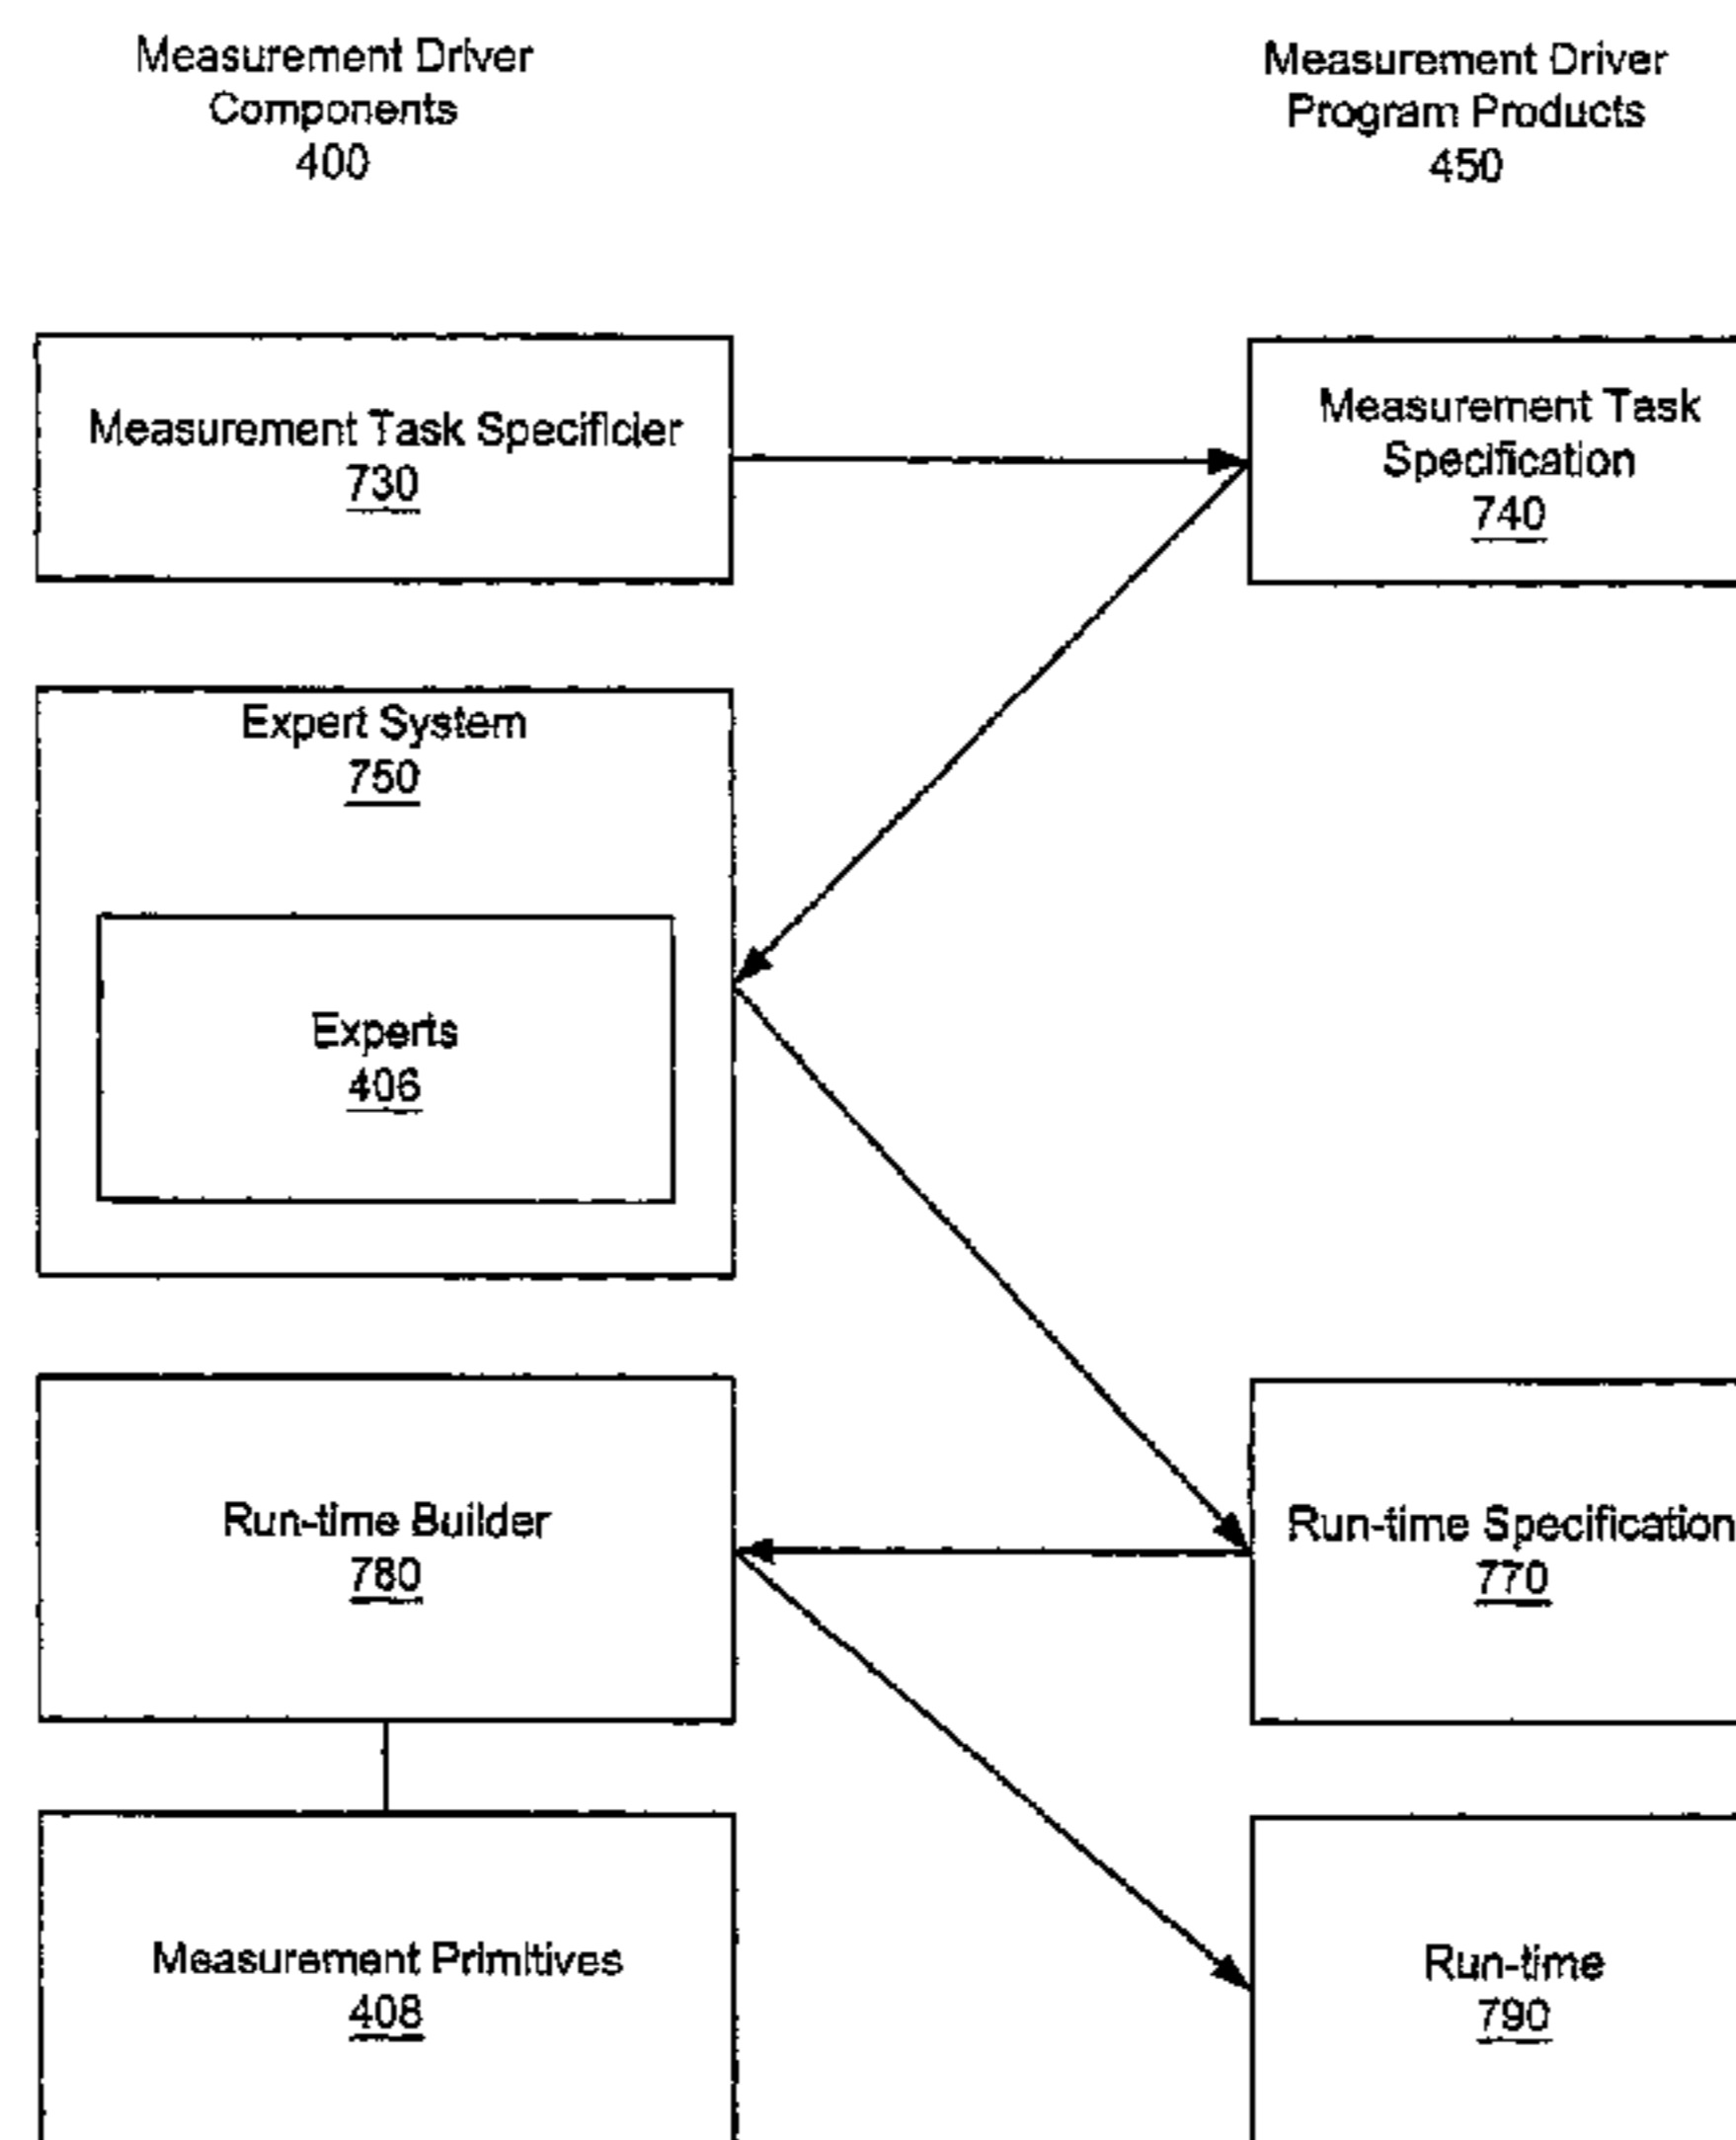 Measurement Driver
Components
400
Measurement Driver
Program Products
450
Measurement Task Specificier
730
Measurement Task
Specification
740
Expert System
750
Experts
406
Run-time Builder
780
Run-time Specification
770
Measurement Primitives
408
Run-time
790